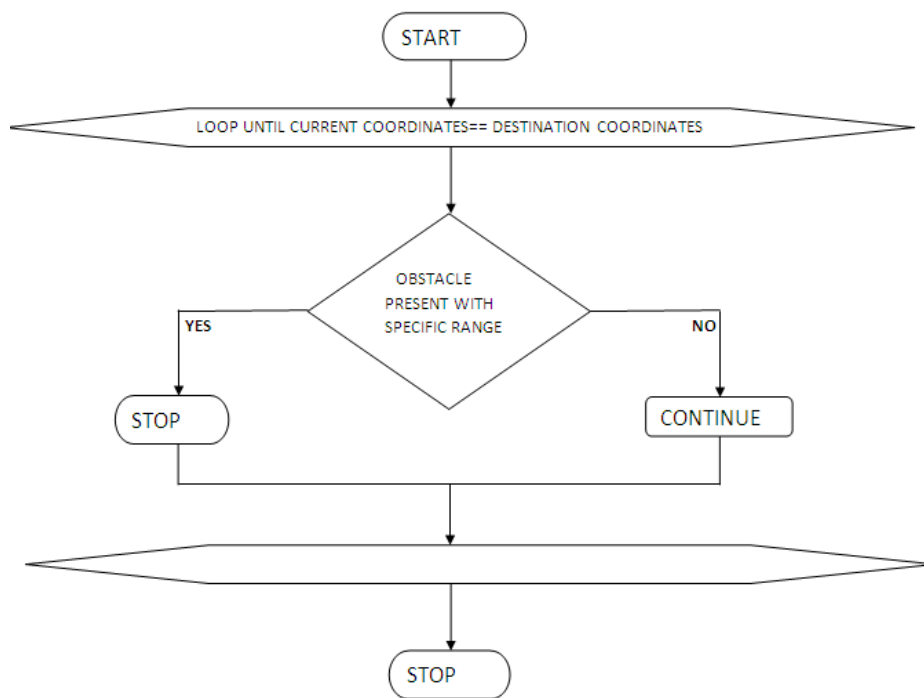 START
LOOP UNTIL CURRENT COORDINATES== DESTINATION COORDINATES
OBSTACLE
PRESENT WITH
SPECIFIC RANGE
YES
NO
STOP
CONTINUE
STOP